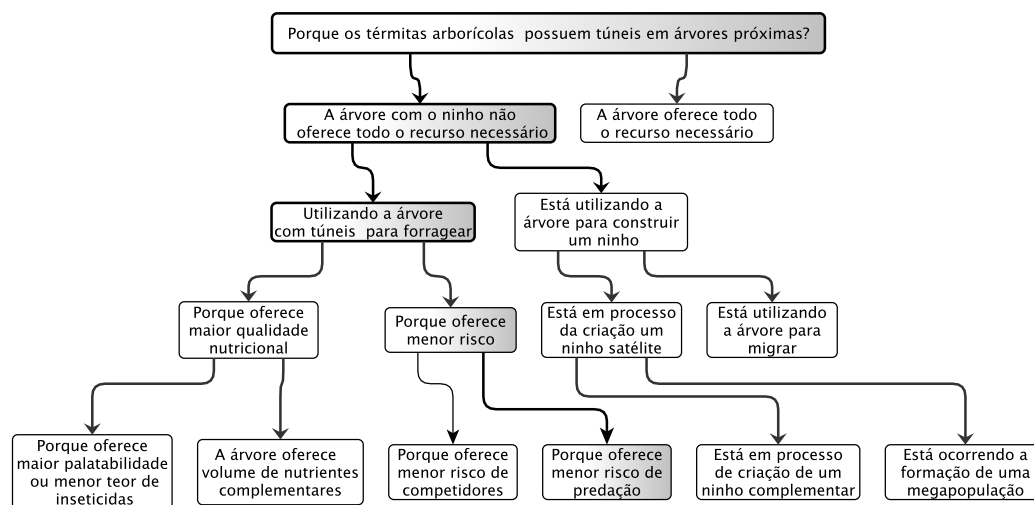 Porque os térmitas arborícolas possuem túneis em árvores próximas?
A árvore com o ninho não
oferece todo o recurso necessário
A árvore oferece todo
o recurso necessário
Utilizando a árvore
com túneis para forragear
Está utilizando a
árvore para construir
um ninho
Porque oferece
maior qualidade
nutricional
Porque oferece
menor risco
Está em processo
da criação um
ninho satélite
Está utilizando
a árvore para
migrar
Porque oferece
maior palatabilidade
ou menor teor de
inseticidas
A árvore oferece
volume de nutrientes
complementares
Porque oferece
menor risco de
competidores
Porque oferece
menor risco de
predação
Está em processo
de criação de um
ninho complementar
Está ocorrendo a
formação de uma
megapopulação